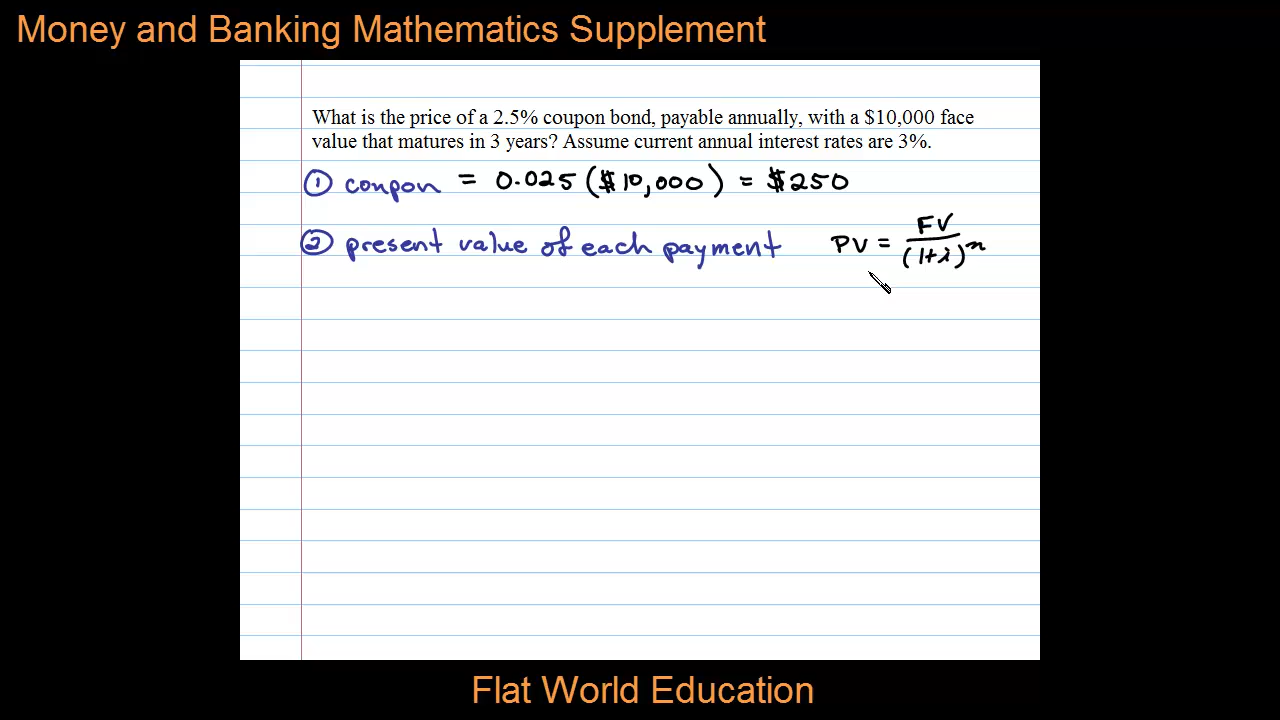 Money and Banking Mathematics Supplement
What is the price of a 2.5% coupon bond, payable annually, with a $10,000 face
value that matures in 3 years? Assume current annual interest rates are 3%.
① coupon = 0.025 ($10,000) = $250
② present value of each payment PV = FV / (1+i)^n
Flat World Education